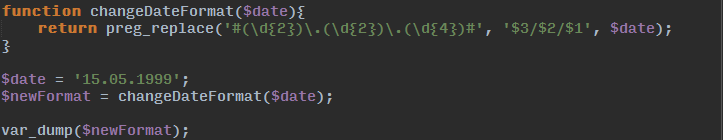 function changeDateFormat($date){
    return preg_replace('#(\d{2})\.(\d{2})\.(\d{4})#', '$3/$2/$1', $date);
}
$date = '15.05.1999';
$newFormat = changeDateFormat($date);
var_dump($newFormat);